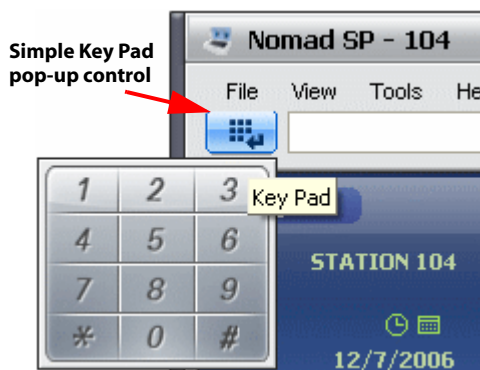 Simple Key Pad
pop-up control
Nomad SP - 104
File View Tools He
1 2 3
Key Pad
4 5 6
7 8 9
* 0 #
STATION 104
12/7/2006